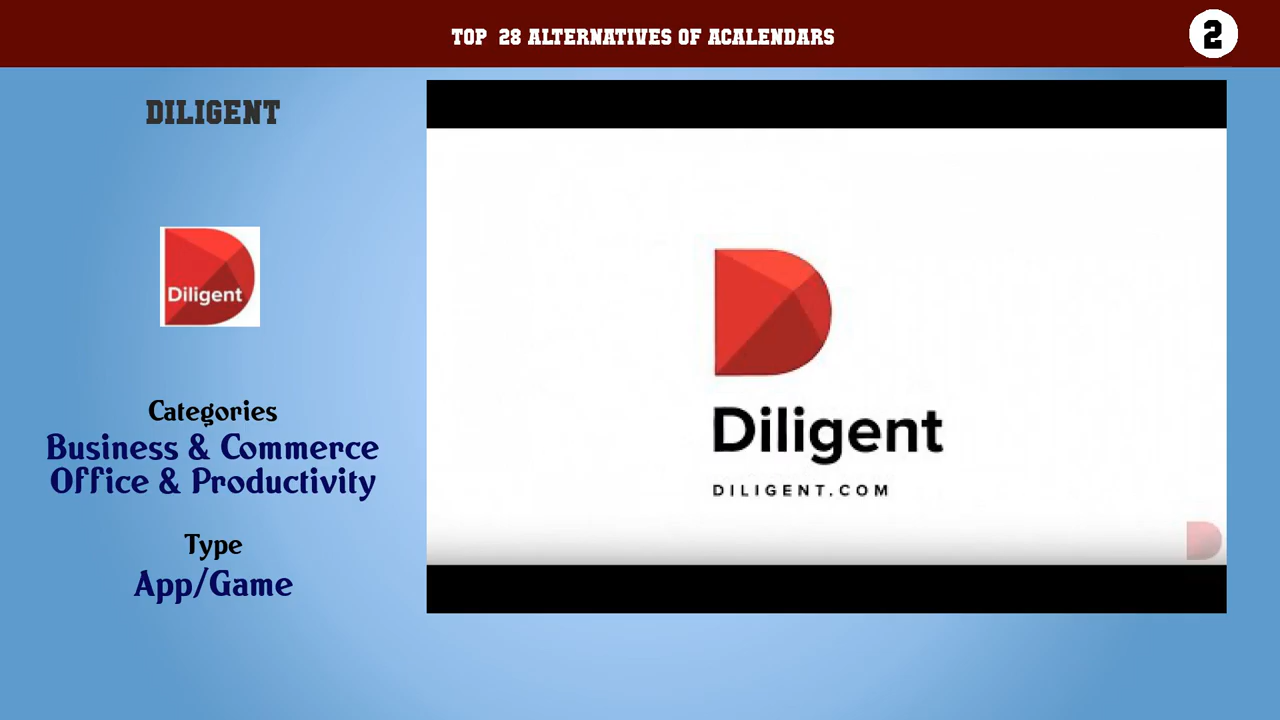 TOP 28 ALTERNATIVES OF ACALENDARS
2
DILIGENT
Diligent
Categories
Business & Commerce
Office & Productivity
Type
App/Game
Diligent
DILIGENT.COM